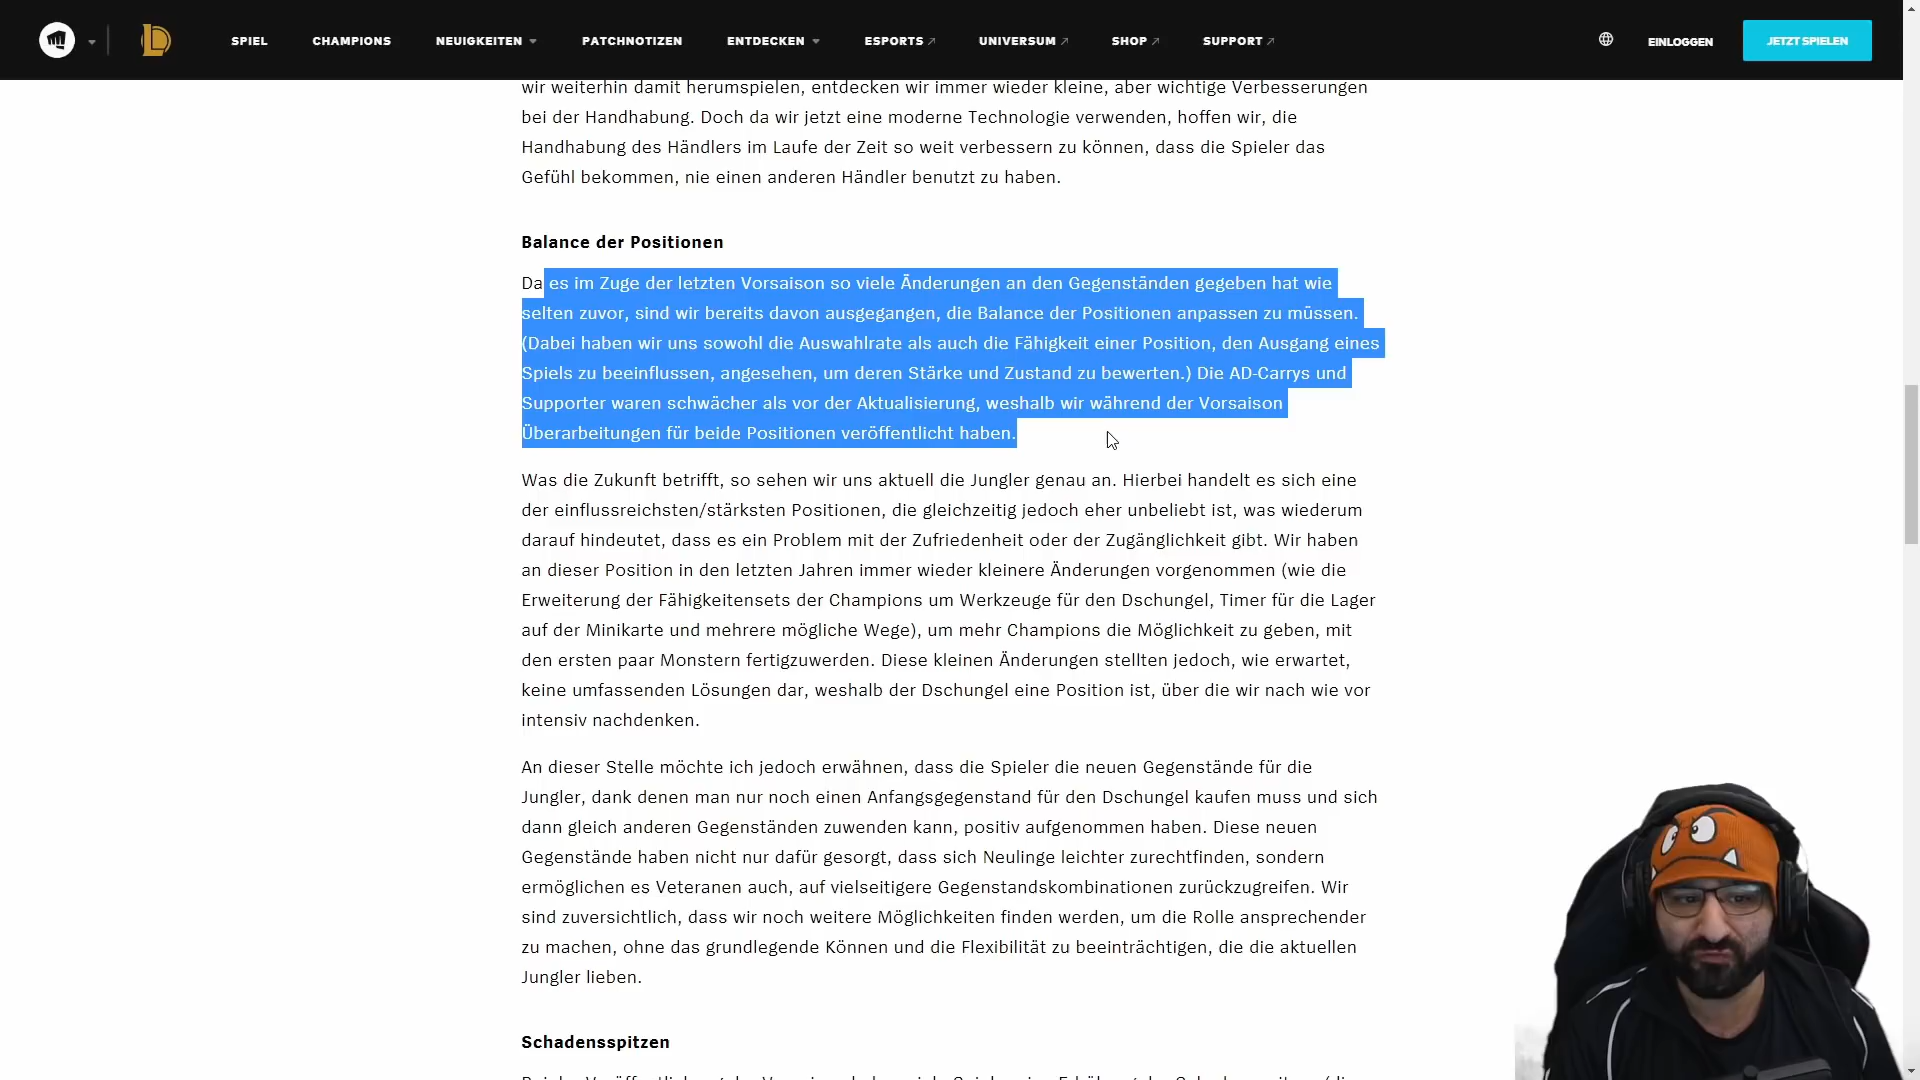 SPIEL CHAMPIONS NEUIGKEITEN PATCHNOTIZEN ENTDECKEN ESPORTS UNIVERSUM SHOP SUPPORT EINLOGGEN JETZT SPIELEN
wir weiterhin damit herumspielen, entdecken wir immer wieder kleine, aber wichtige Verbesserungen
bei der Handhabung. Doch da wir jetzt eine moderne Technologie verwenden, hoffen wir, die
Handhabung des Händlers im Laufe der Zeit so weit verbessern zu können, dass die Spieler das
Gefühl bekommen, nie einen anderen Händler benutzt zu haben.
Balance der Positionen
Da es im Zuge der letzten Vorsaison so viele Änderungen an den Gegenständen gegeben hat wie
selten zuvor, sind wir bereits davon ausgegangen, die Balance der Positionen anpassen zu müssen.
(Dabei haben wir uns sowohl die Auswahlrate als auch die Fähigkeit einer Position, den Ausgang eines
Spiels zu beeinflussen, angesehen, um deren Stärke und Zustand zu bewerten.) Die AD-Carrys und
Supporter waren schwächer als vor der Aktualisierung, weshalb wir während der Vorsaison
Überarbeitungen für beide Positionen veröffentlicht haben.
Was die Zukunft betrifft, so sehen wir uns aktuell die Jungler genau an. Hierbei handelt es sich eine
der einflussreichsten/stärksten Positionen, die gleichzeitig jedoch eher unbeliebt ist, was wiederum
darauf hindeutet, dass es ein Problem mit der Zufriedenheit oder der Zugänglichkeit gibt. Wir haben
an dieser Position in den letzten Jahren immer wieder kleinere Änderungen vorgenommen (wie die
Erweiterung der Fähigkeitensets der Champions um Werkzeuge für den Dschungel, Timer für die Lager
auf der Minikarte und mehrere mögliche Wege), um mehr Champions die Möglichkeit zu geben, mit
den ersten paar Monstern fertigzuwerden. Diese kleinen Änderungen stellten jedoch, wie erwartet,
keine umfassenden Lösungen dar, weshalb der Dschungel eine Position ist, über die wir nach wie vor
intensiv nachdenken.
An dieser Stelle möchte ich jedoch erwähnen, dass die Spieler die neuen Gegenstände für die
Jungler, dank denen man nur noch einen Anfangsgegenstand für den Dschungel kaufen muss und sich
dann gleich anderen Gegenständen zuwenden kann, positiv aufgenommen haben. Diese neuen
Gegenstände haben nicht nur dafür gesorgt, dass sich Neulinge leichter zurechtfinden, sondern
ermöglichen es Veteranen auch, auf vielseitigere Gegenstandskombinationen zurückzugreifen. Wir
sind zuversichtlich, dass wir noch weitere Möglichkeiten finden werden, um die Rolle ansprechender
zu machen, ohne das grundlegende Können und die Flexibilität zu beeinträchtigen, die die aktuellen
Jungler lieben.
Schadensspitzen